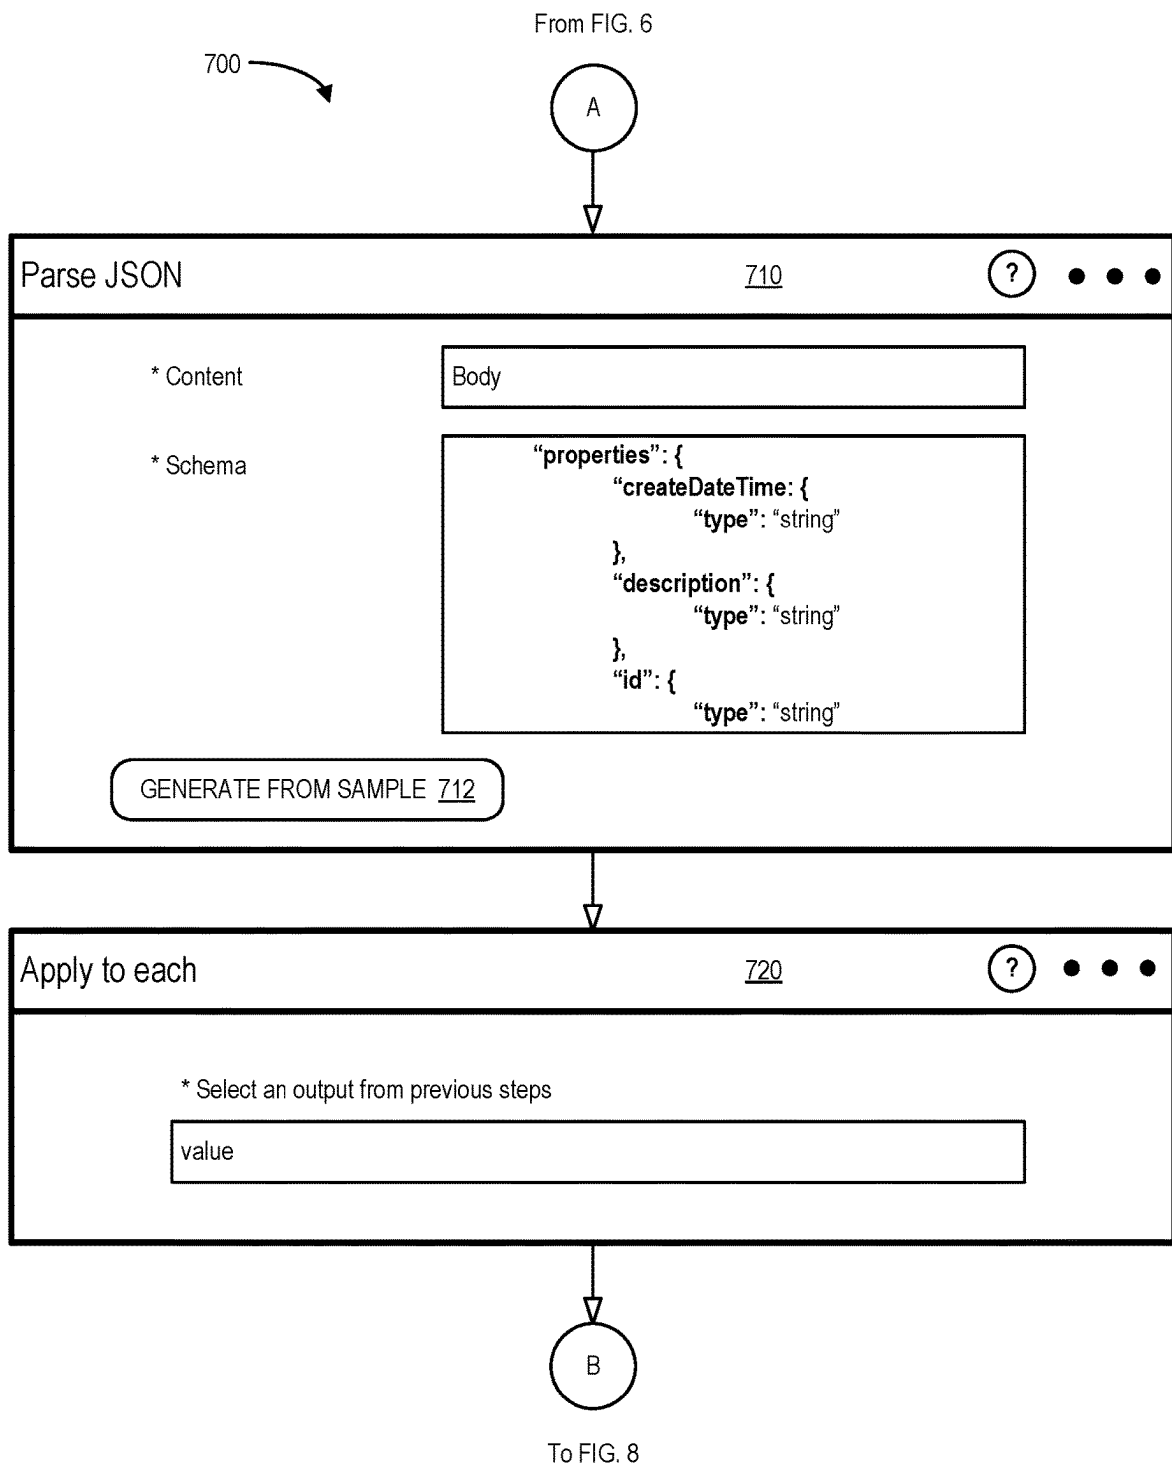 From FIG. 6
700
A
Parse JSON 710 ?
* Content Body
* Schema
“properties”: {
“createDateTime: {
“type”: “string”
},
“description”: {
“type”: “string”
},
“id”: {
“type”: “string”
GENERATE FROM SAMPLE 712
Apply to each 720 ?
* Select an output from previous steps
value
B
To FIG. 8